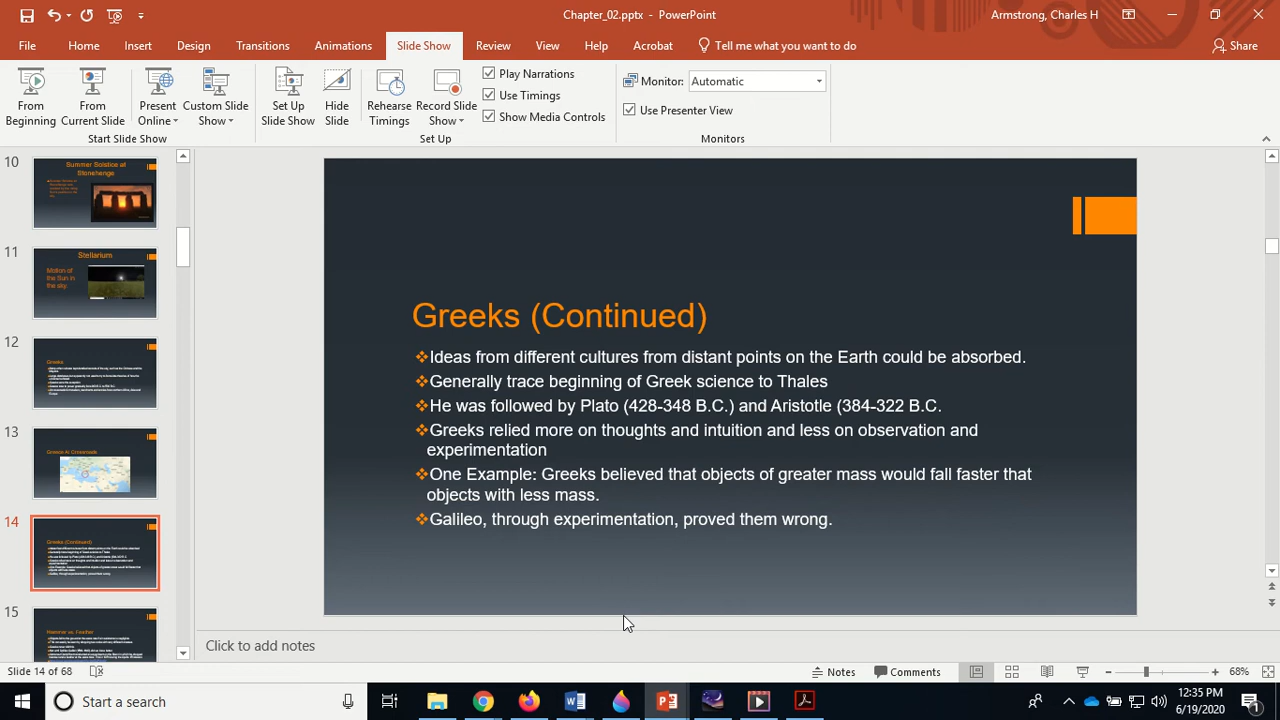 Chapter_02.pptx - PowerPoint
Armstrong, Charles H
File Home Insert Design Transitions Animations Slide Show Review View Help Acrobat Tell me what you want to do Share
From Beginning
From Current Slide
Present Online
Custom Slide Show
Set Up Slide Show
Hide Slide
Rehearse Timings
Record Slide Show
Play Narrations
Use Timings
Show Media Controls
Monitor: Automatic
Use Presenter View
Start Slide Show
Set Up
Monitors
10
Summer Solstice at
Stonehenge
11
Stellarium
Motion of
the Sun in
the sky.
12
Greeks
13
Greece At Crossroads
14
Greeks (Continued)
15
Hammer vs. Feather
Greeks (Continued)
❖Ideas from different cultures from distant points on the Earth could be absorbed.
❖Generally trace beginning of Greek science to Thales
❖He was followed by Plato (428-348 B.C.) and Aristotle (384-322 B.C.
❖Greeks relied more on thoughts and intuition and less on observation and
experimentation
❖One Example: Greeks believed that objects of greater mass would fall faster that
objects with less mass.
❖Galileo, through experimentation, proved them wrong.
Click to add notes
Slide 14 of 68
Notes
Comments
68%
Start a search
12:35 PM
6/19/2020
1